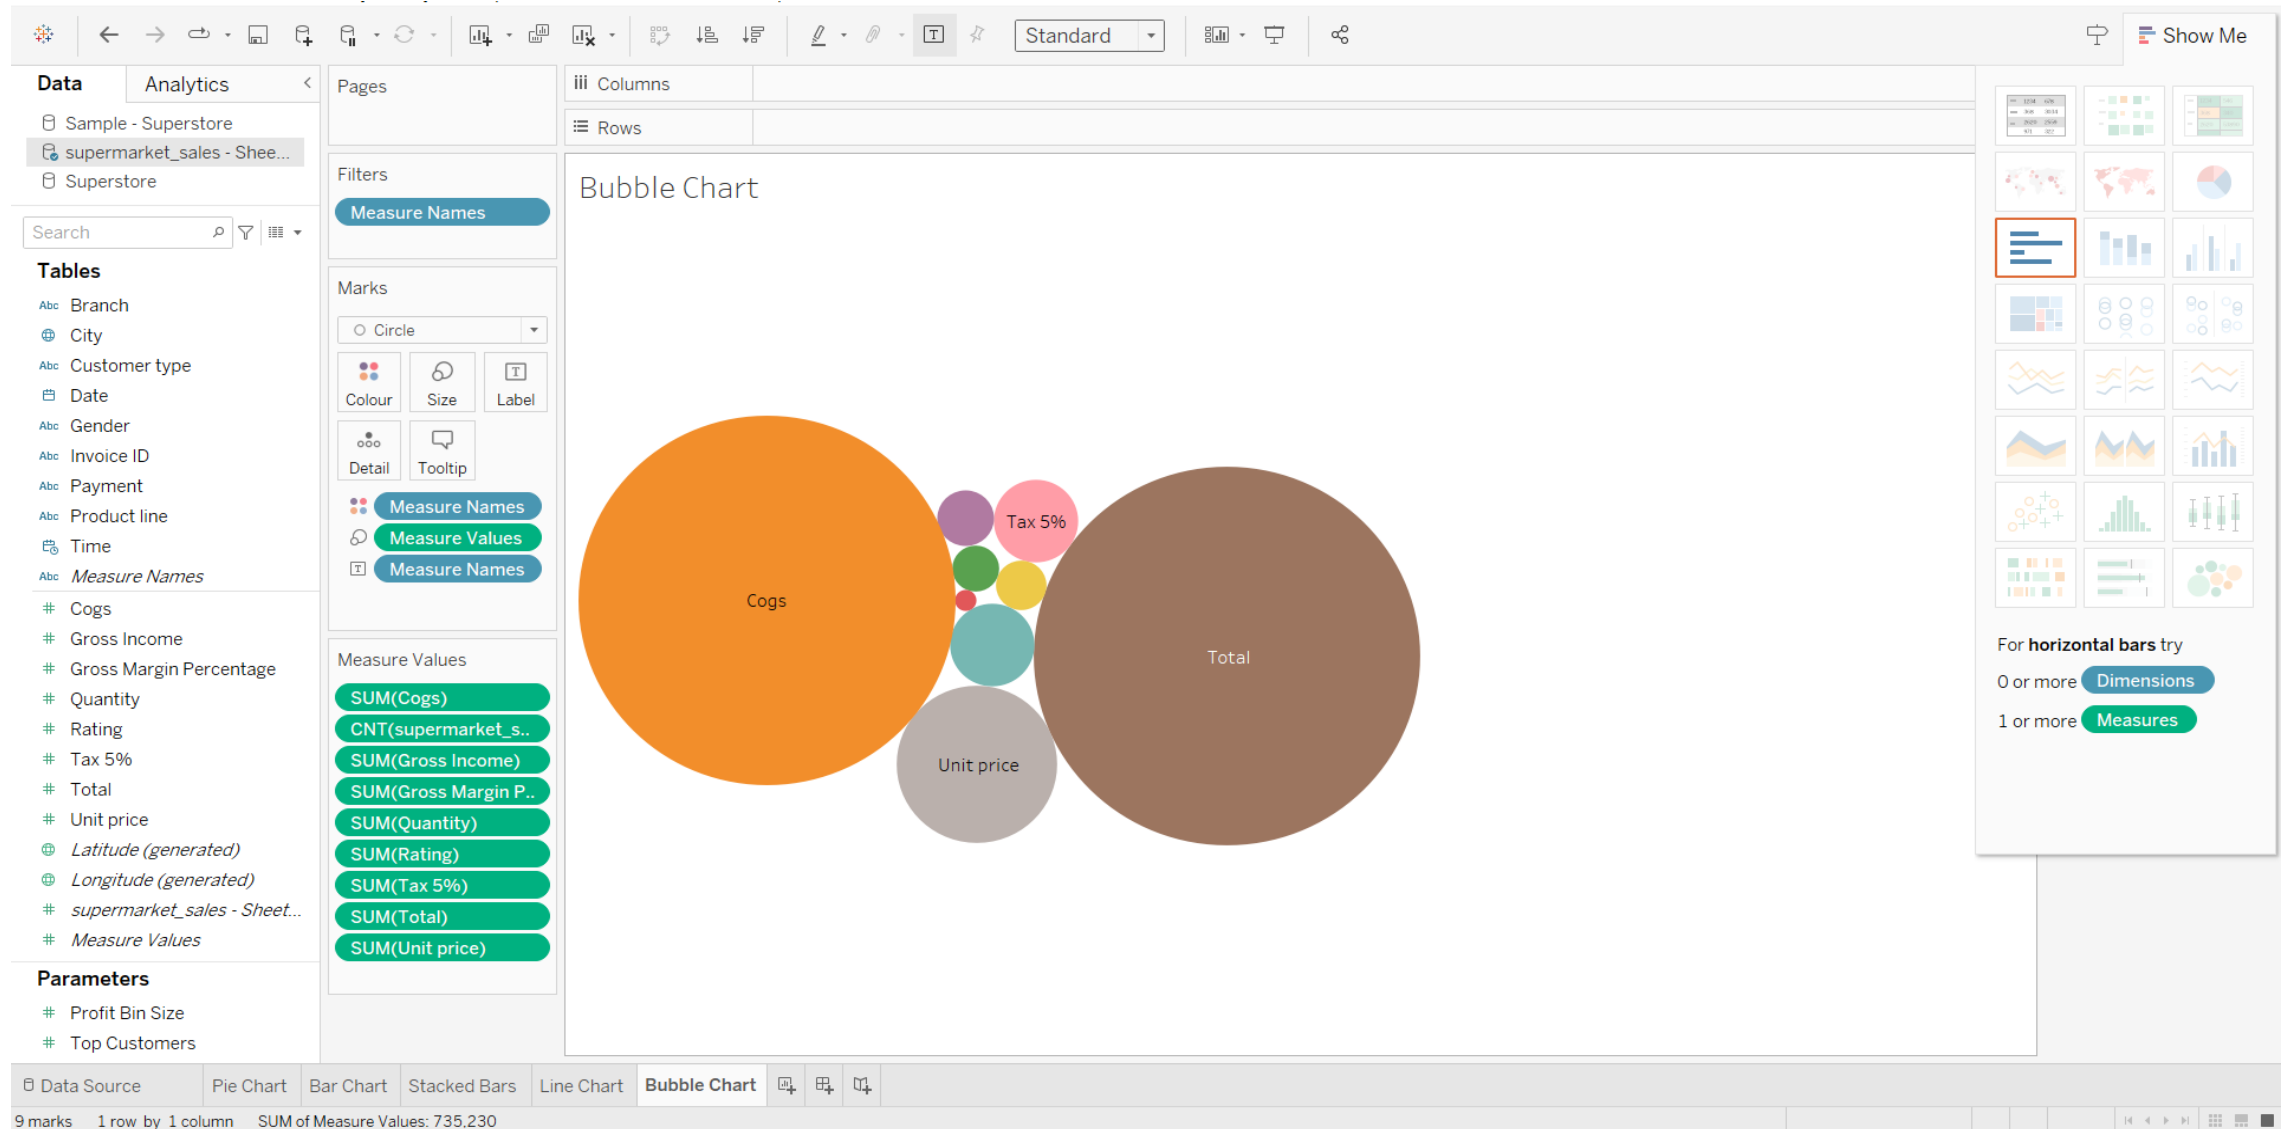 Standard
Show Me
Data
Analytics
Sample - Superstore
supermarket_sales - Shee...
Superstore
Search
Tables
Abc Branch
City
Abc Customer type
Date
Abc Gender
Abc Invoice ID
Abc Payment
Abc Product line
Time
Abc Measure Names
# Cogs
# Gross Income
# Gross Margin Percentage
# Quantity
# Rating
# Tax 5%
# Total
# Unit price
Latitude (generated)
Longitude (generated)
# supermarket_sales - Sheet...
# Measure Values
Parameters
# Profit Bin Size
# Top Customers
Pages
Filters
Measure Names
Marks
Circle
Colour
Size
Label
Detail
Tooltip
Measure Names
Measure Values
Measure Names
Measure Values
SUM(Cogs)
CNT(supermarket_s..
SUM(Gross Income)
SUM(Gross Margin P..
SUM(Quantity)
SUM(Rating)
SUM(Tax 5%)
SUM(Total)
SUM(Unit price)
Columns
Rows
Bubble Chart
Tax 5%
Cogs
Total
Unit price
For horizontal bars try
0 or more Dimensions
1 or more Measures
Data Source
Pie Chart
Bar Chart
Stacked Bars
Line Chart
Bubble Chart
9 marks 1 row by 1 column SUM of Measure Values: 735,230